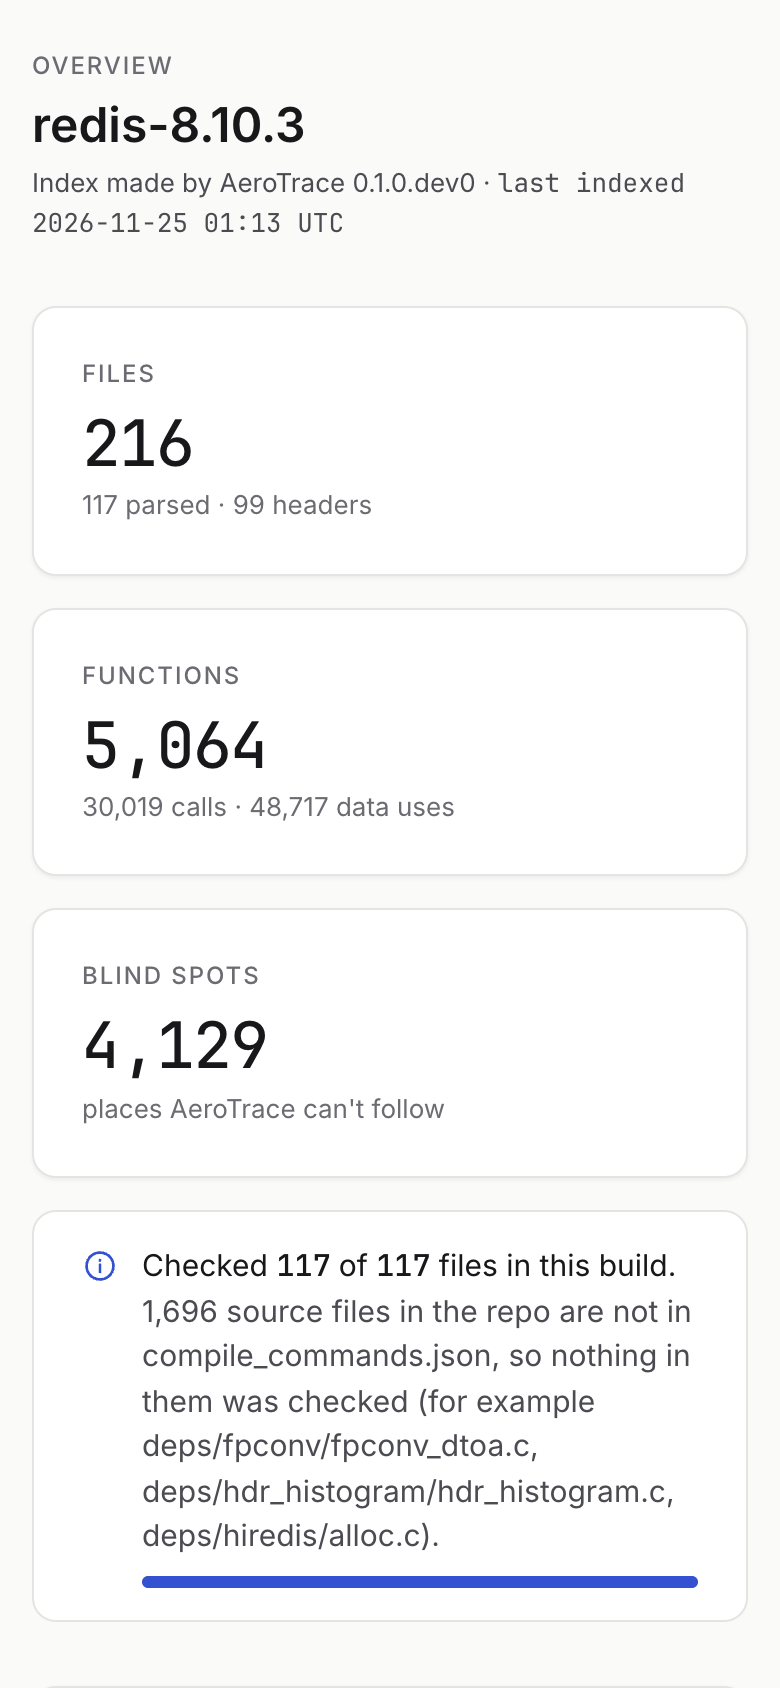 OVERVIEW
redis-8.10.3
Index made by AeroTrace 0.1.0.dev0 · last indexed
2026-11-25 01:13 UTC
FILES
216
117 parsed · 99 headers
FUNCTIONS
5,064
30,019 calls · 48,717 data uses
BLIND SPOTS
4,129
places AeroTrace can't follow
Checked 117 of 117 files in this build.
1,696 source files in the repo are not in
compile_commands.json, so nothing in
them was checked (for example
deps/fpconv/fpconv_dtoa.c,
deps/hdr_histogram/hdr_histogram.c,
deps/hiredis/alloc.c).